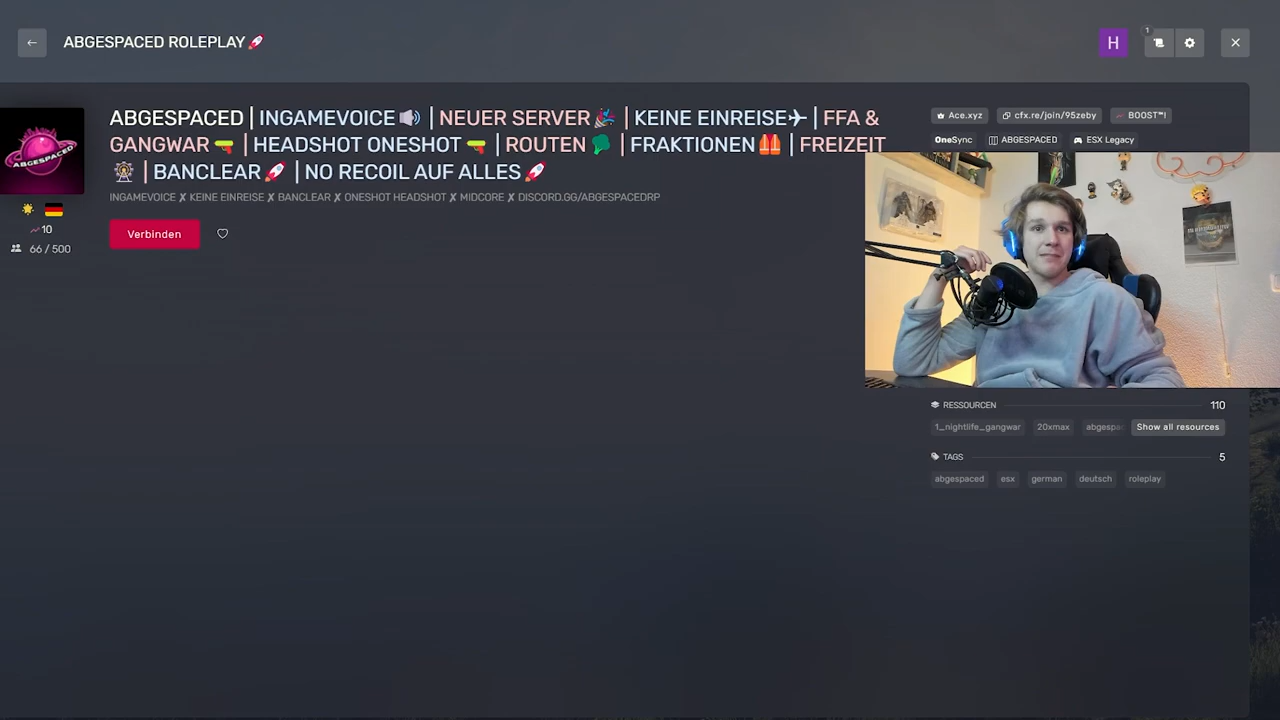 ABGESPACED ROLEPLAY🚀
H
1
ABGESPACED | INGAMEVOICE🔊 | NEUER SERVER🎉 | KEINE EINREISE✈ | FFA &
GANGWAR🔫 | HEADSHOT ONESHOT🔫 | ROUTEN🥦 | FRAKTIONEN🦺 | FREIZEIT
🎡 | BANCLEAR🚀 | NO RECOIL AUF ALLES🚀
INGAMEVOICE ✘ KEINE EINREISE ✘ BANCLEAR ✘ ONESHOT HEADSHOT ✘ MIDCORE ✘ DISCORD.GG/ABGESPACEDRP
Verbinden
ABGESPACED
10
66 / 500
Ace.xyz
cfx.re/join/95zeby
BOOST™!
OneSync
ABGESPACED
ESX Legacy
RESSOURCEN
110
1_nightlife_gangwar
20xmax
abgespac
Show all resources
TAGS
5
abgespaced
esx
german
deutsch
roleplay